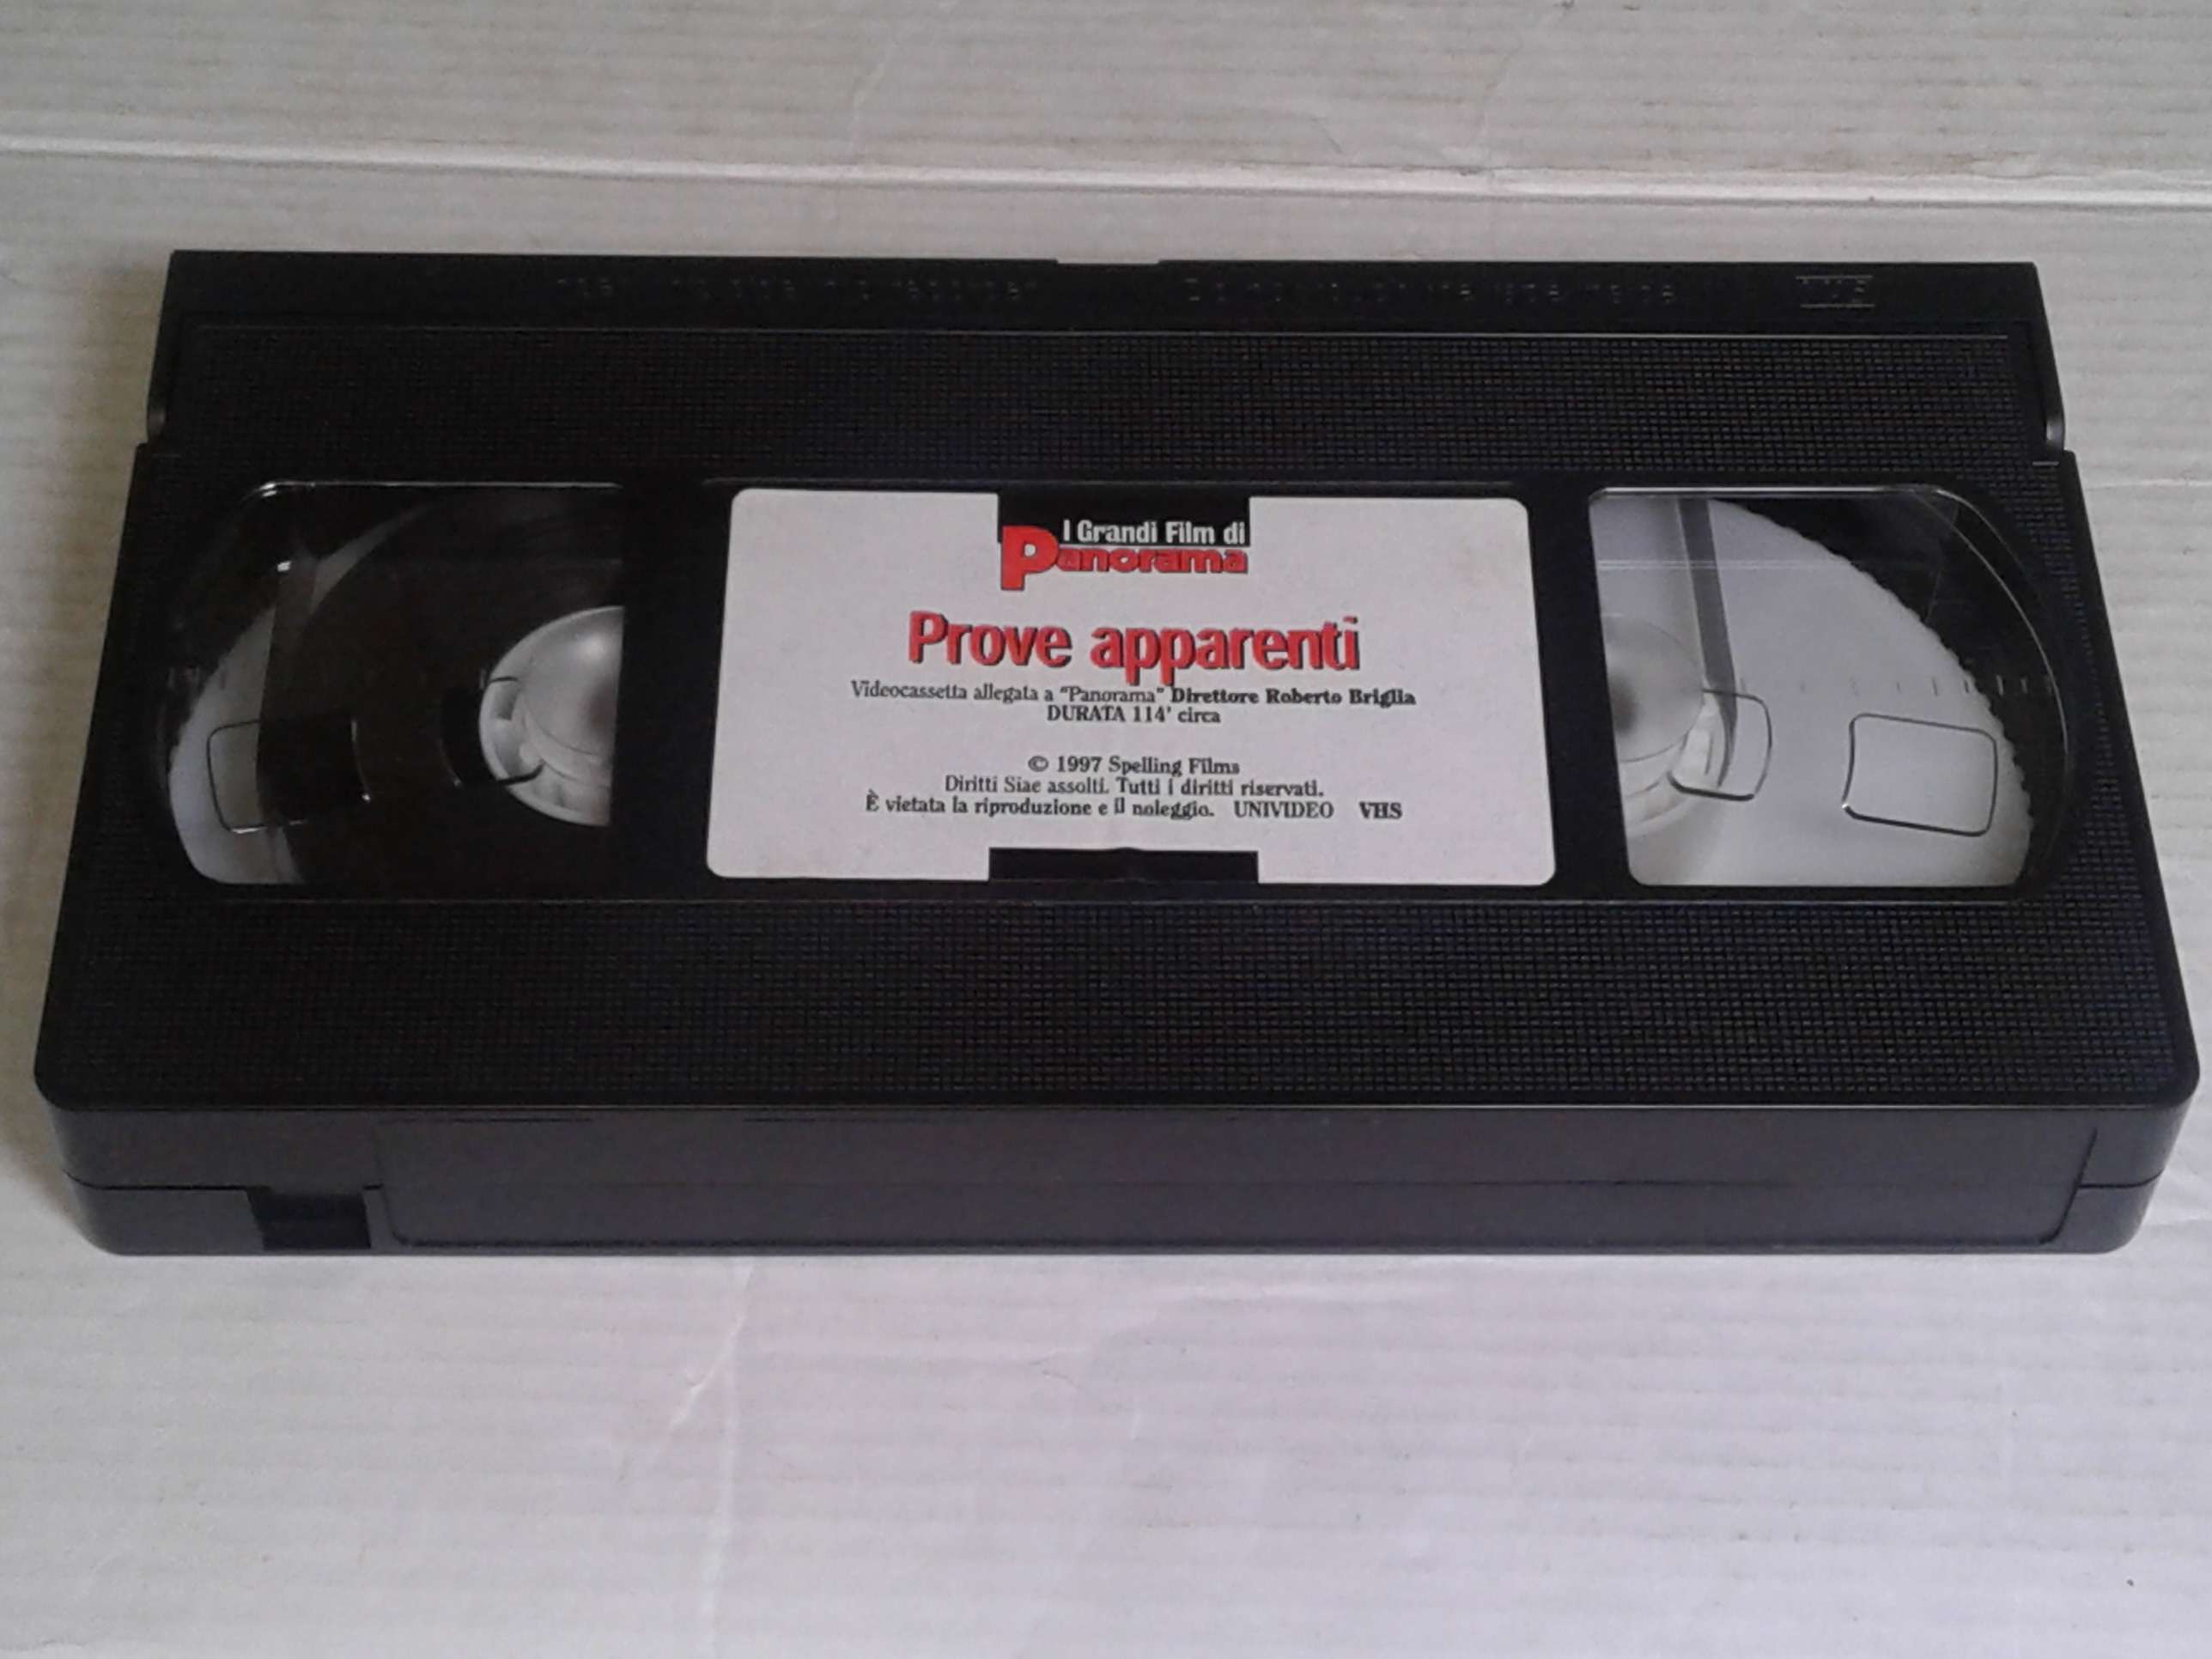 I Grandi Film di
Panorama
Prove apparenti
Videocassetta allegata a "Panorama" Direttore Roberto Briglia
DURATA 114' circa
© 1997 Spelling Films
Diritti Siae assolti. Tutti i diritti riservati.
È vietata la riproduzione e il noleggio. UNIVIDEO VHS